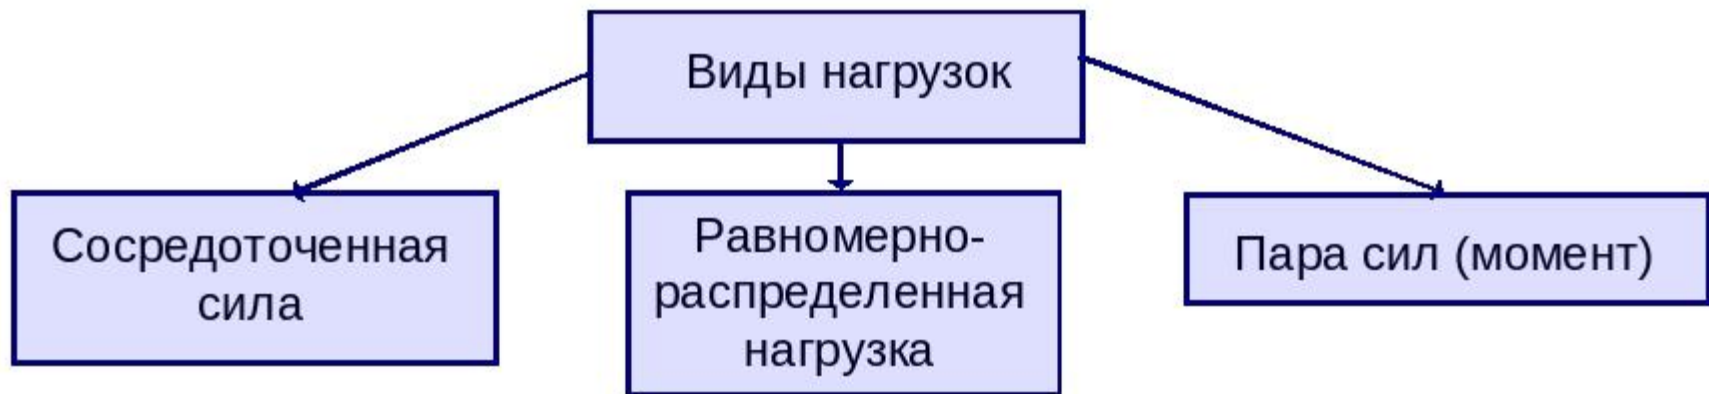 Виды нагрузок
Сосредоточенная
сила
Равномерно-
распределенная
нагрузка
Пара сил (момент)